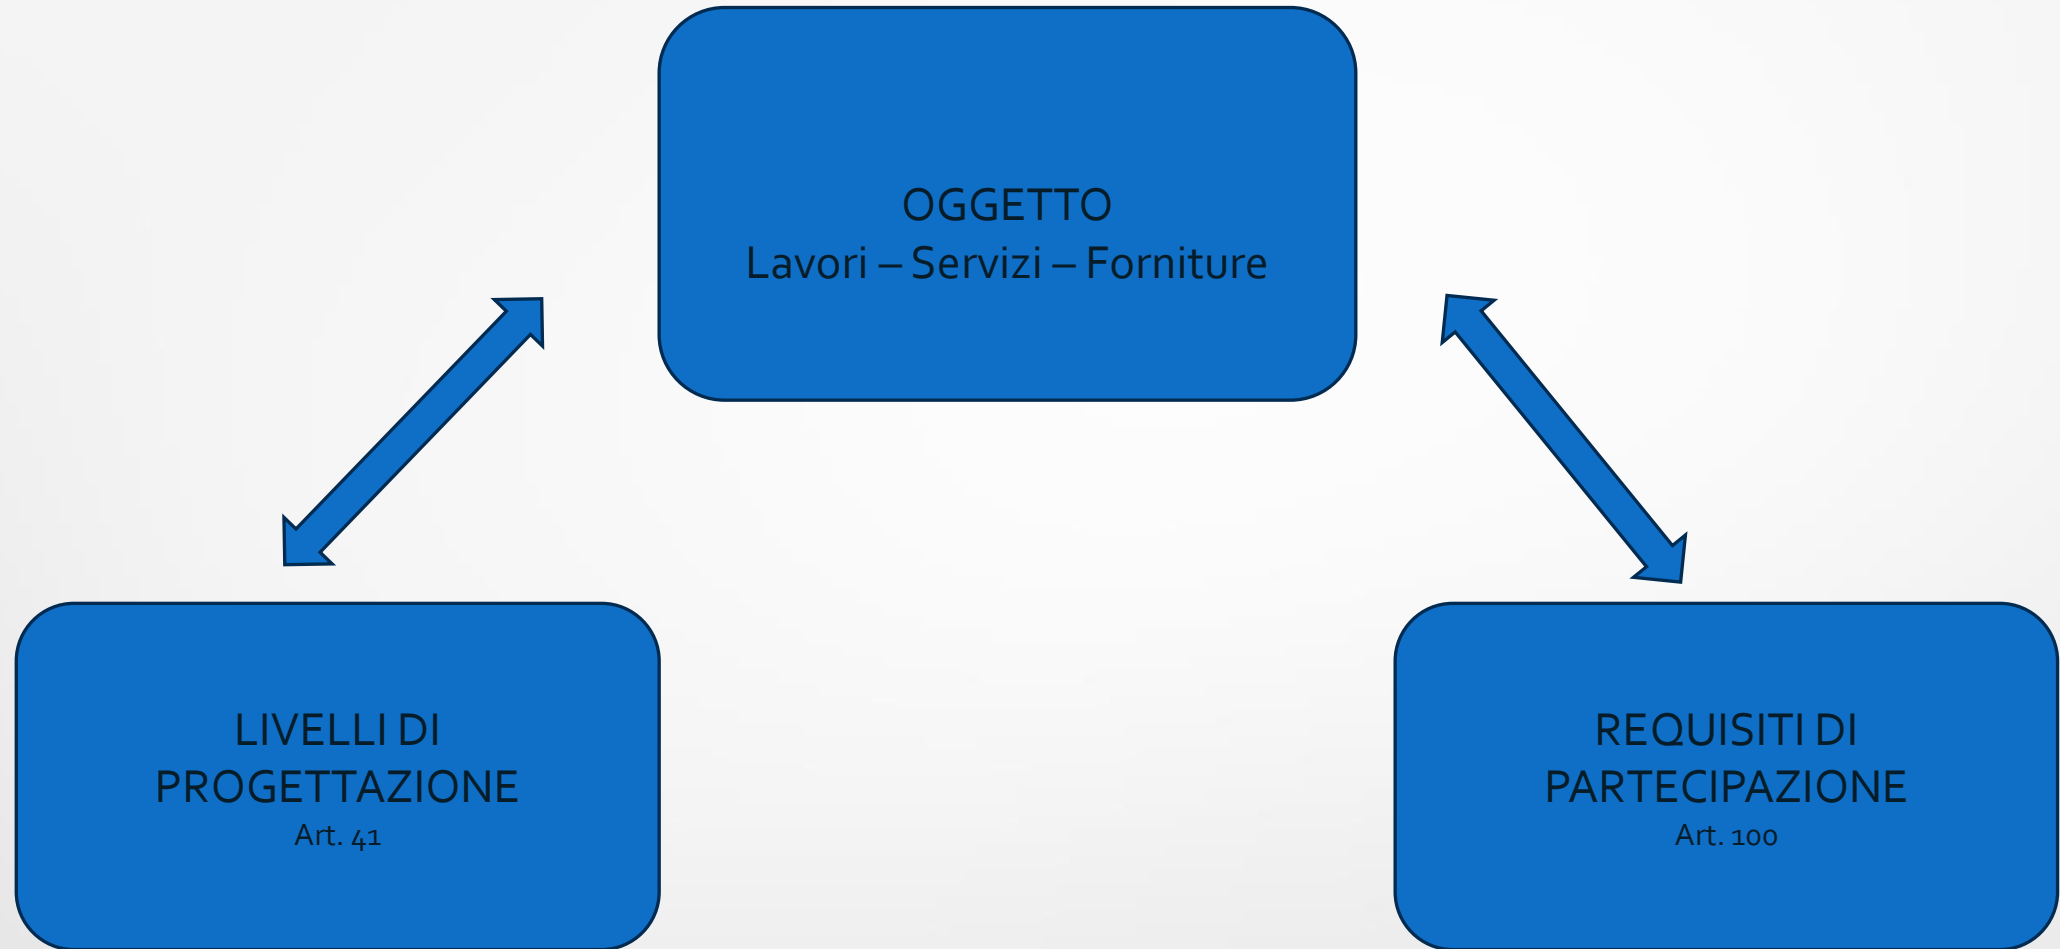 OGGETTO
Lavori – Servizi – Forniture
LIVELLI DI
PROGETTAZIONE
Art. 41
REQUISITI DI
PARTECIPAZIONE
Art. 100